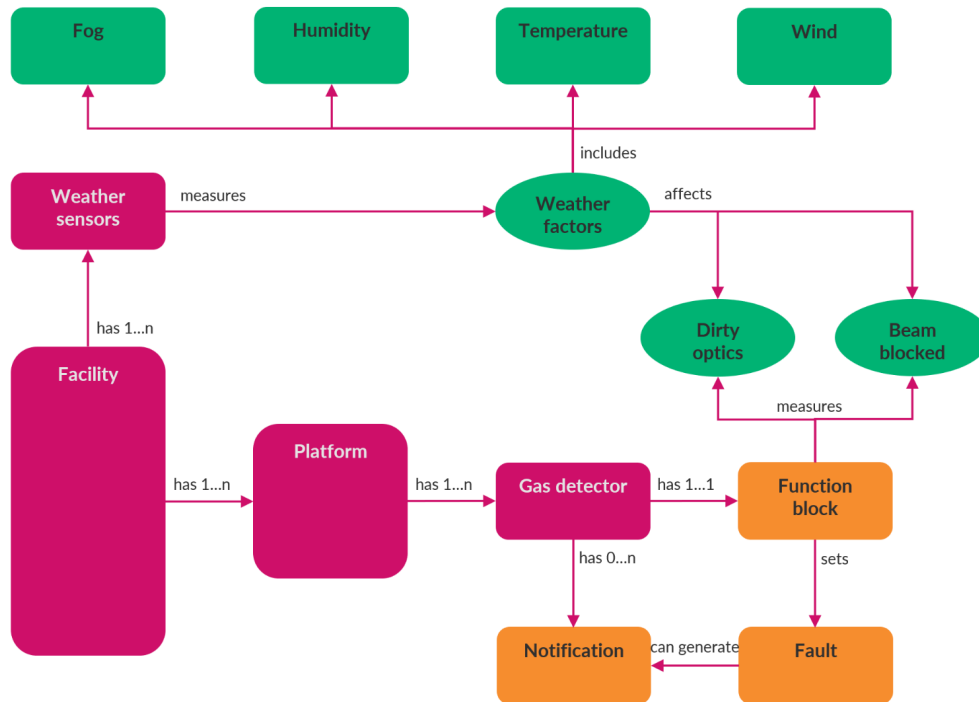 Fog
Humidity
Temperature
Wind
includes
Weather
sensors
measures
Weather
factors
affects
has 1...n
Dirty
optics
Beam
blocked
Facility
measures
Platform
has 1...n
has 1...n
Gas detector
has 1...1
Function
block
has 0...n
sets
Notification
can generate
Fault